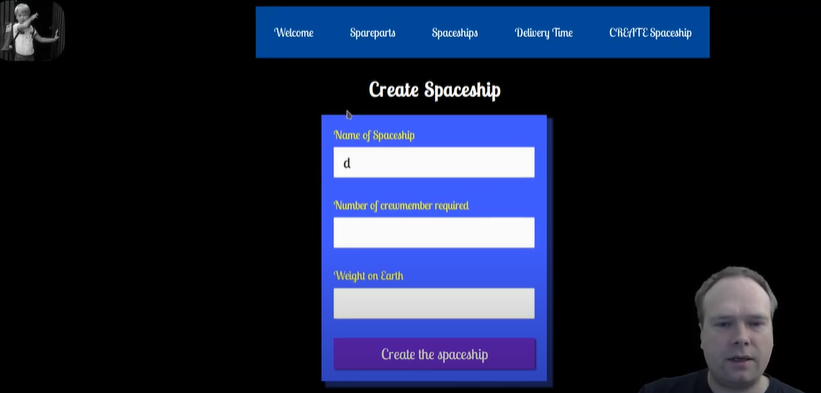 Welcome Spareparts Spaceships Delivery Time CREATE Spaceship
Create Spaceship
Name of Spaceship
d
Number of crewmember required
Weight on Earth
Create the spaceship